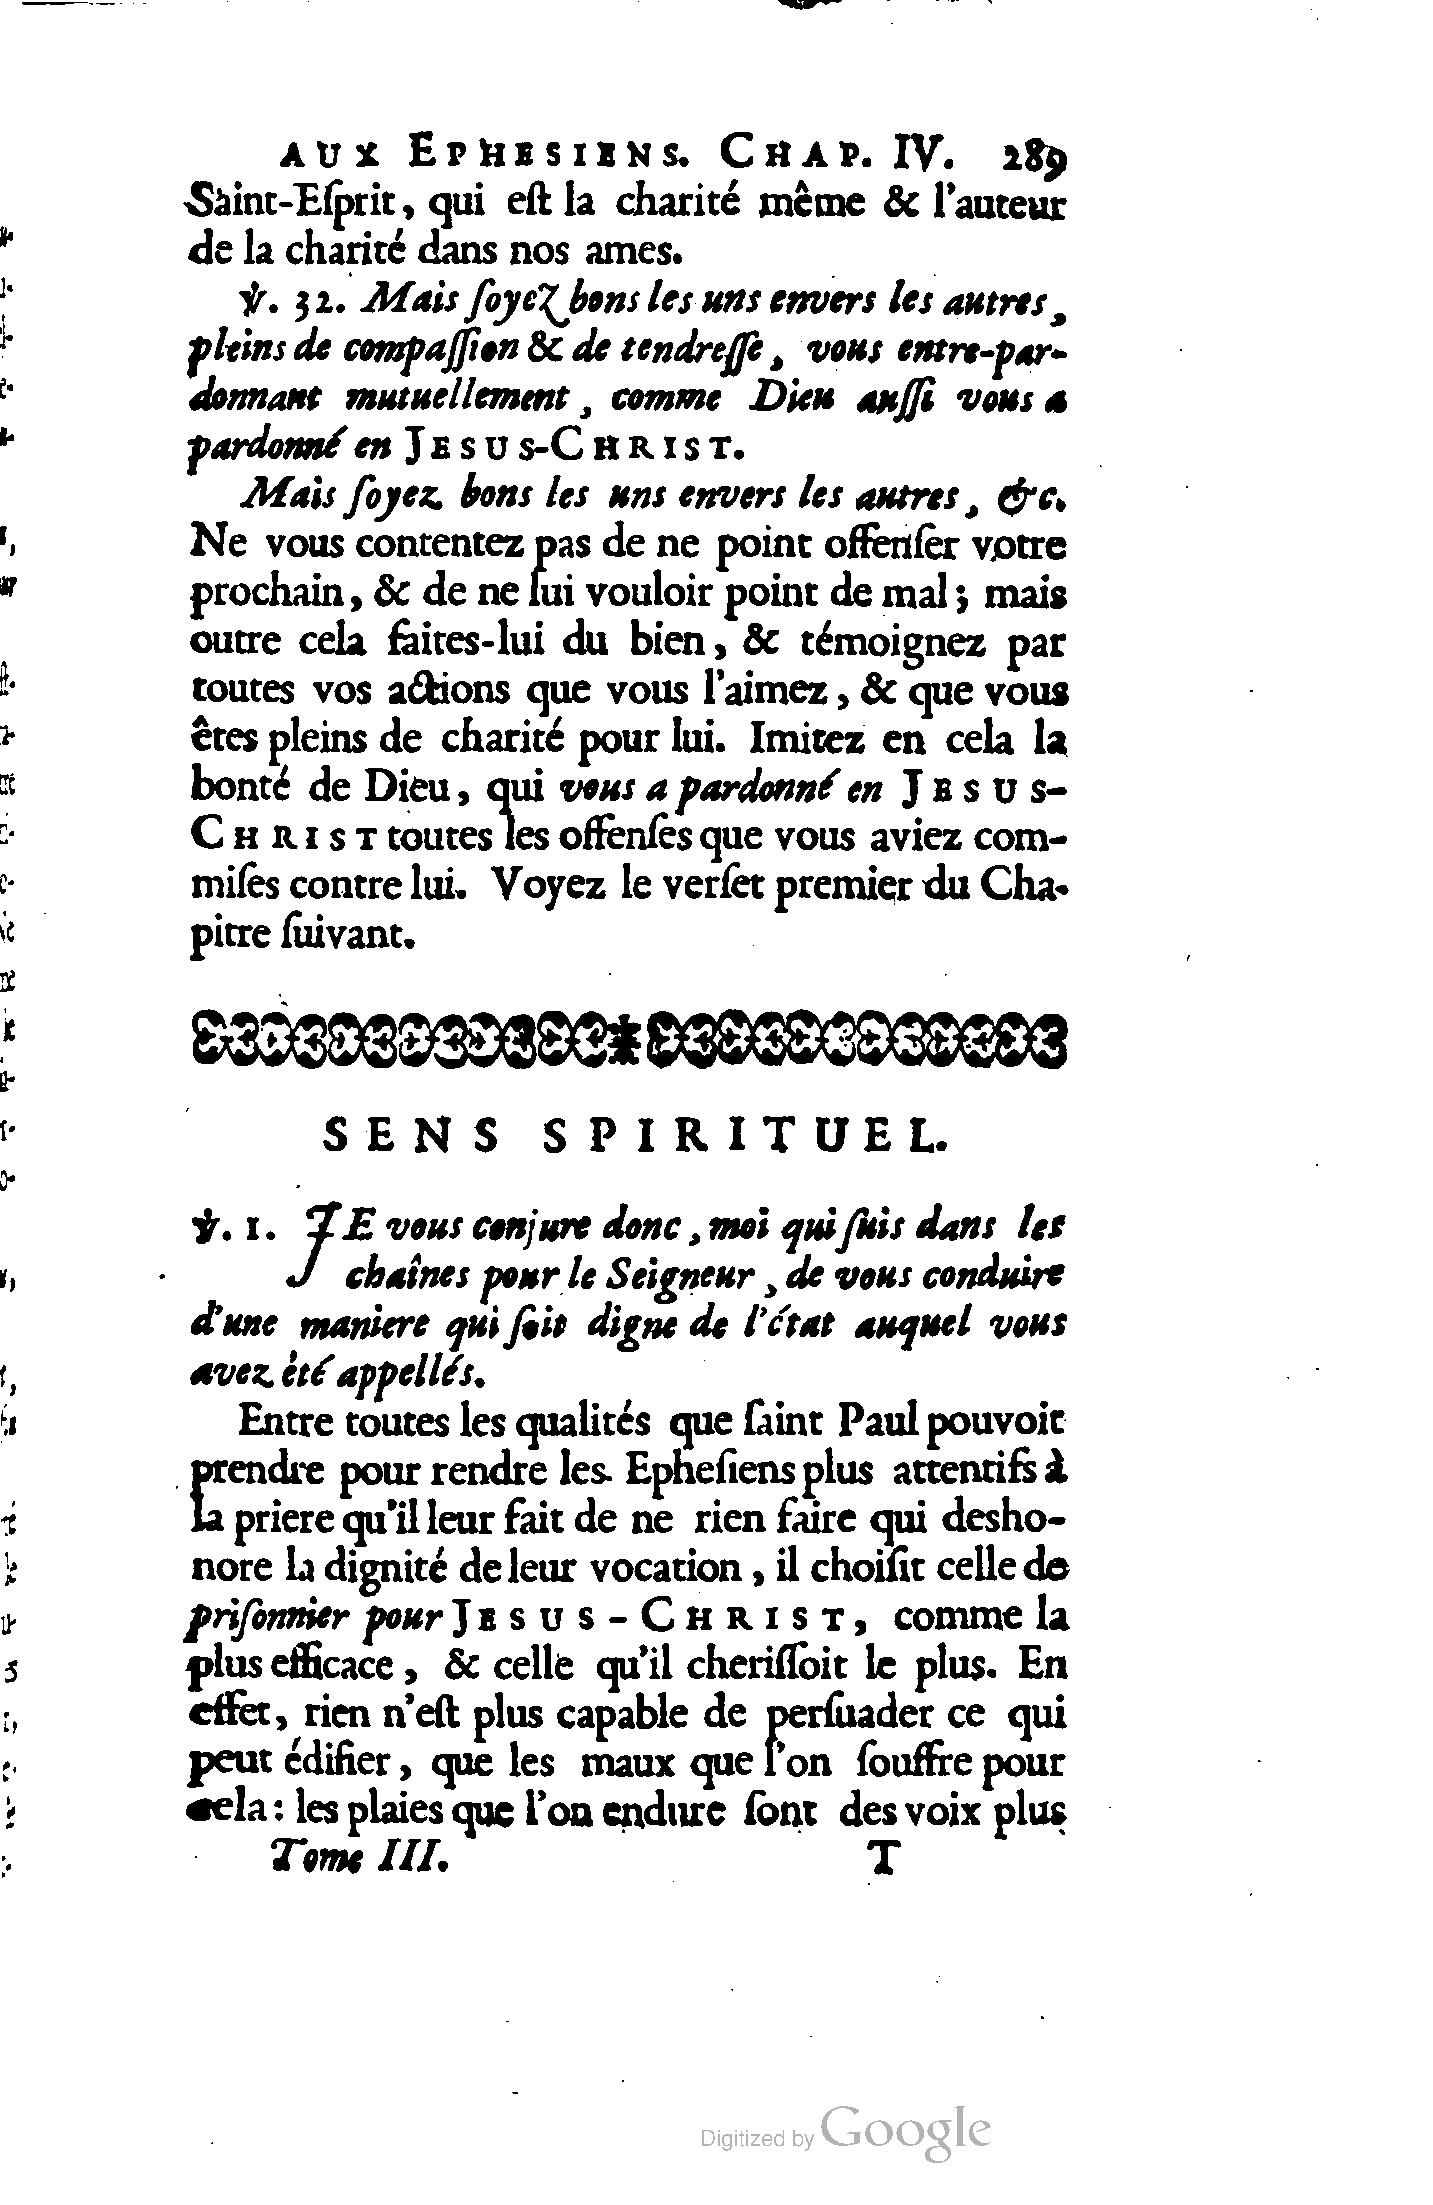 AUX EPHESIENS. CHAP. IV. 289
Saint-Eſprit, qui eſt la charité même & l'auteur
de la charité dans nos ames.
℣. 32. Mais ſoyez bons les uns envers les autres,
pleins de compaſſion & de tendreſſe, vous entre-par-
donnant mutuellement, comme Dieu auſſi vous a
pardonné en JESUS-CHRIST.
Mais ſoyez bons les uns envers les autres, &c.
Ne vous contentez pas de ne point offenſer votre
prochain, & de ne lui vouloir point de mal; mais
outre cela faites-lui du bien, & témoignez par
toutes vos actions que vous l'aimez, & que vous
êtes pleins de charité pour lui. Imitez en cela la
bonté de Dieu, qui vous a pardonné en JESUS-
CHRIST toutes les offenſes que vous aviez com-
miſes contre lui. Voyez le verſet premier du Cha-
pitre ſuivant.
SENS SPIRITUEL.
℣. 1. JE vous conjure donc, moi qui ſuis dans les
chaînes pour le Seigneur, de vous conduire
d'une maniere qui ſoit digne de l'état auquel vous
avez été appellés.
Entre toutes les qualités que ſaint Paul pouvoit
prendre pour rendre les Epheſiens plus attentifs à
la priere qu'il leur fait de ne rien faire qui desho-
nore la dignité de leur vocation, il choiſit celle de
priſonnier pour JESUS-CHRIST, comme la
plus efficace, & celle qu'il cheriſſoit le plus. En
effet, rien n'eſt plus capable de perſuader ce qui
peut édifier, que les maux que l'on ſouffre pour
cela: les plaies que l'on endure ſont des voix plus
Tome III. T
Digitized by Google